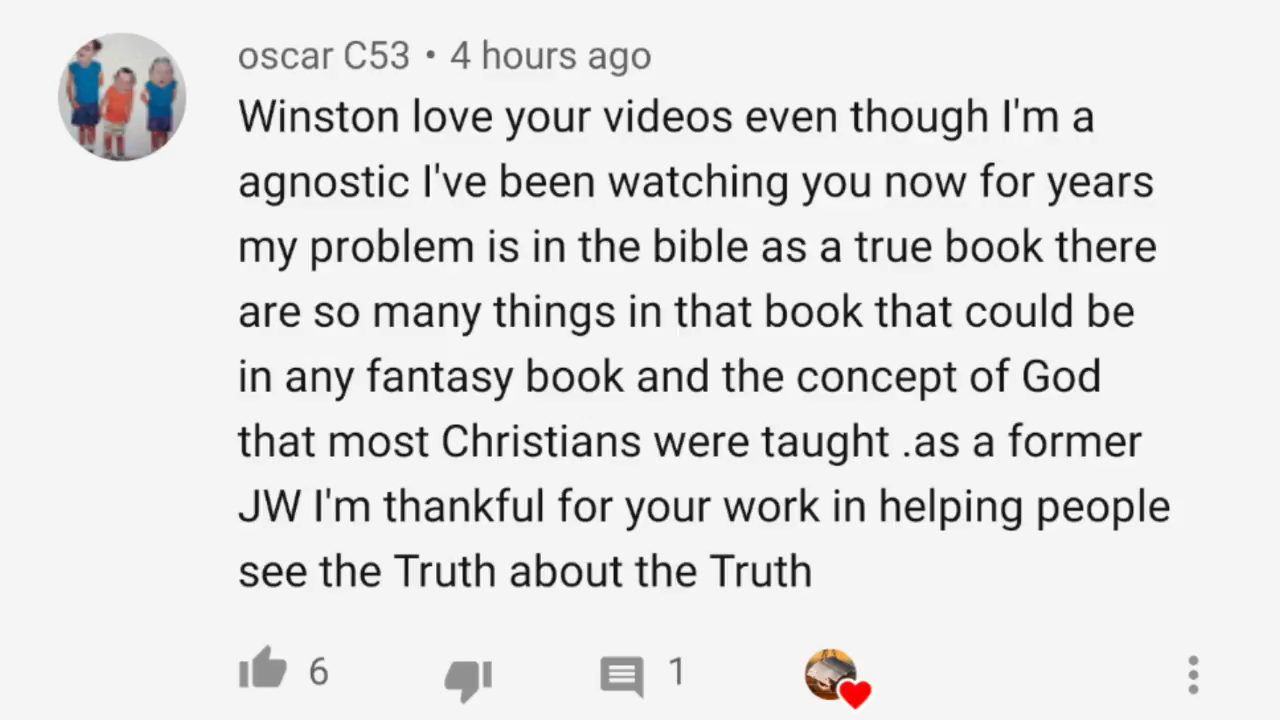 oscar C53 • 4 hours ago
Winston love your videos even though I'm a
agnostic I've been watching you now for years
my problem is in the bible as a true book there
are so many things in that book that could be
in any fantasy book and the concept of God
that most Christians were taught .as a former
JW I'm thankful for your work in helping people
see the Truth about the Truth
6 1